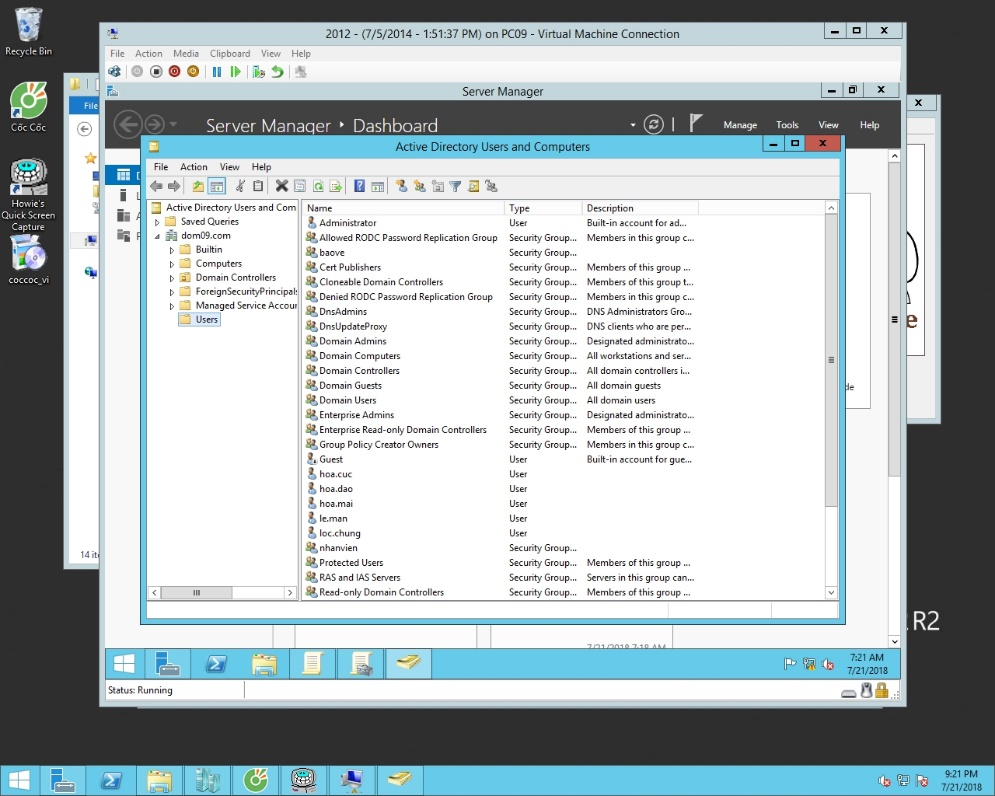 Recycle Bin
Cốc Cốc
Howie's
Quick Screen
Capture
coccoc_vi
2012 - (7/5/2014 - 1:51:37 PM) on PC09 - Virtual Machine Connection
File Action Media Clipboard View Help
Server Manager
File
Server Manager Dashboard
Manage Tools View Help
Active Directory Users and Computers
File Action View Help
Active Directory Users and Com
Saved Queries
dom09.com
Builtin
Computers
Domain Controllers
ForeignSecurityPrincipals
Managed Service Accoun
Users
Name Type Description
Administrator User Built-in account for ad...
Allowed RODC Password Replication Group Security Group... Members in this group c...
baove Security Group...
Cert Publishers Security Group... Members of this group ...
Cloneable Domain Controllers Security Group... Members of this group t...
Denied RODC Password Replication Group Security Group... Members in this group c...
DnsAdmins Security Group... DNS Administrators Gro...
DnsUpdateProxy Security Group... DNS clients who are per...
Domain Admins Security Group... Designated administrato...
Domain Computers Security Group... All workstations and ser...
Domain Controllers Security Group... All domain controllers i...
Domain Guests Security Group... All domain guests
Domain Users Security Group... All domain users
Enterprise Admins Security Group... Designated administrato...
Enterprise Read-only Domain Controllers Security Group... Members of this group ...
Group Policy Creator Owners Security Group... Members in this group c...
Guest User Built-in account for gue...
hoa.cuc User
hoa.dao User
hoa.mai User
le.man User
loc.chung User
nhanvien Security Group...
Protected Users Security Group... Members of this group ...
RAS and IAS Servers Security Group... Servers in this group can...
Read-only Domain Controllers Security Group... Members of this group ...
14 ite
de
e
R2
7/21/2018 7:18 AM
7:21 AM
7/21/2018
Status: Running
9:21 PM
7/21/2018